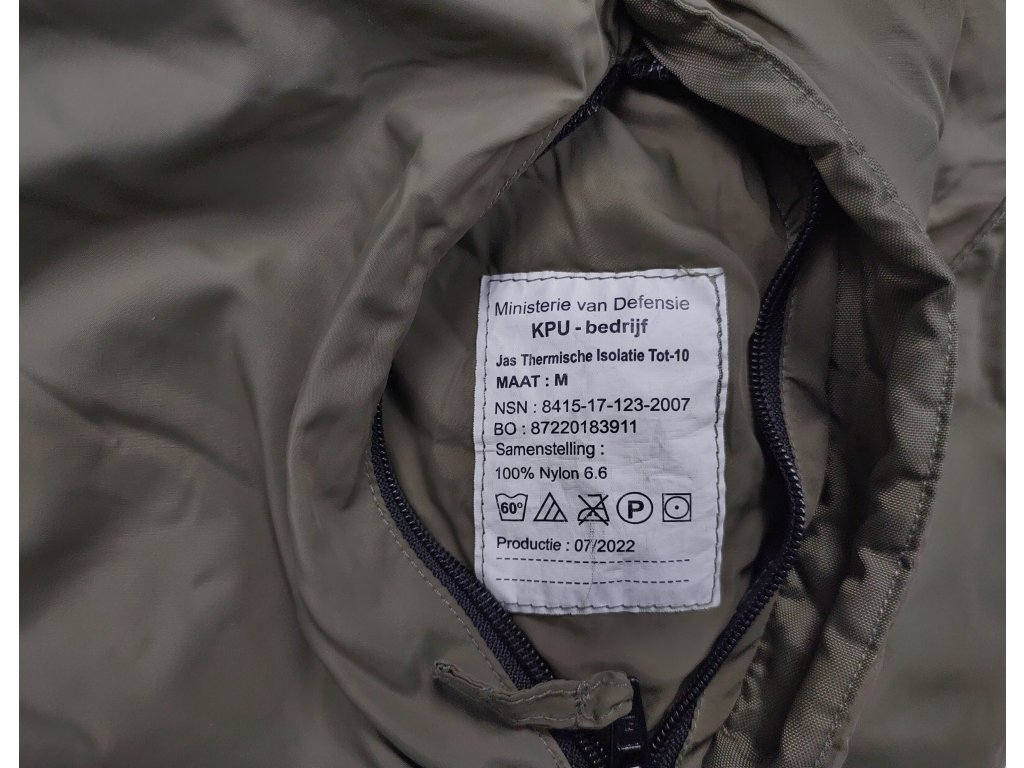 Ministerie van Defensie
KPU - bedrijf
Jas Thermische Isolatie Tot-10
MAAT : M
NSN : 8415-17-123-2007
BO : 87220183911
Samenstelling :
100% Nylon 6.6
60° P
Productie : 07/2022